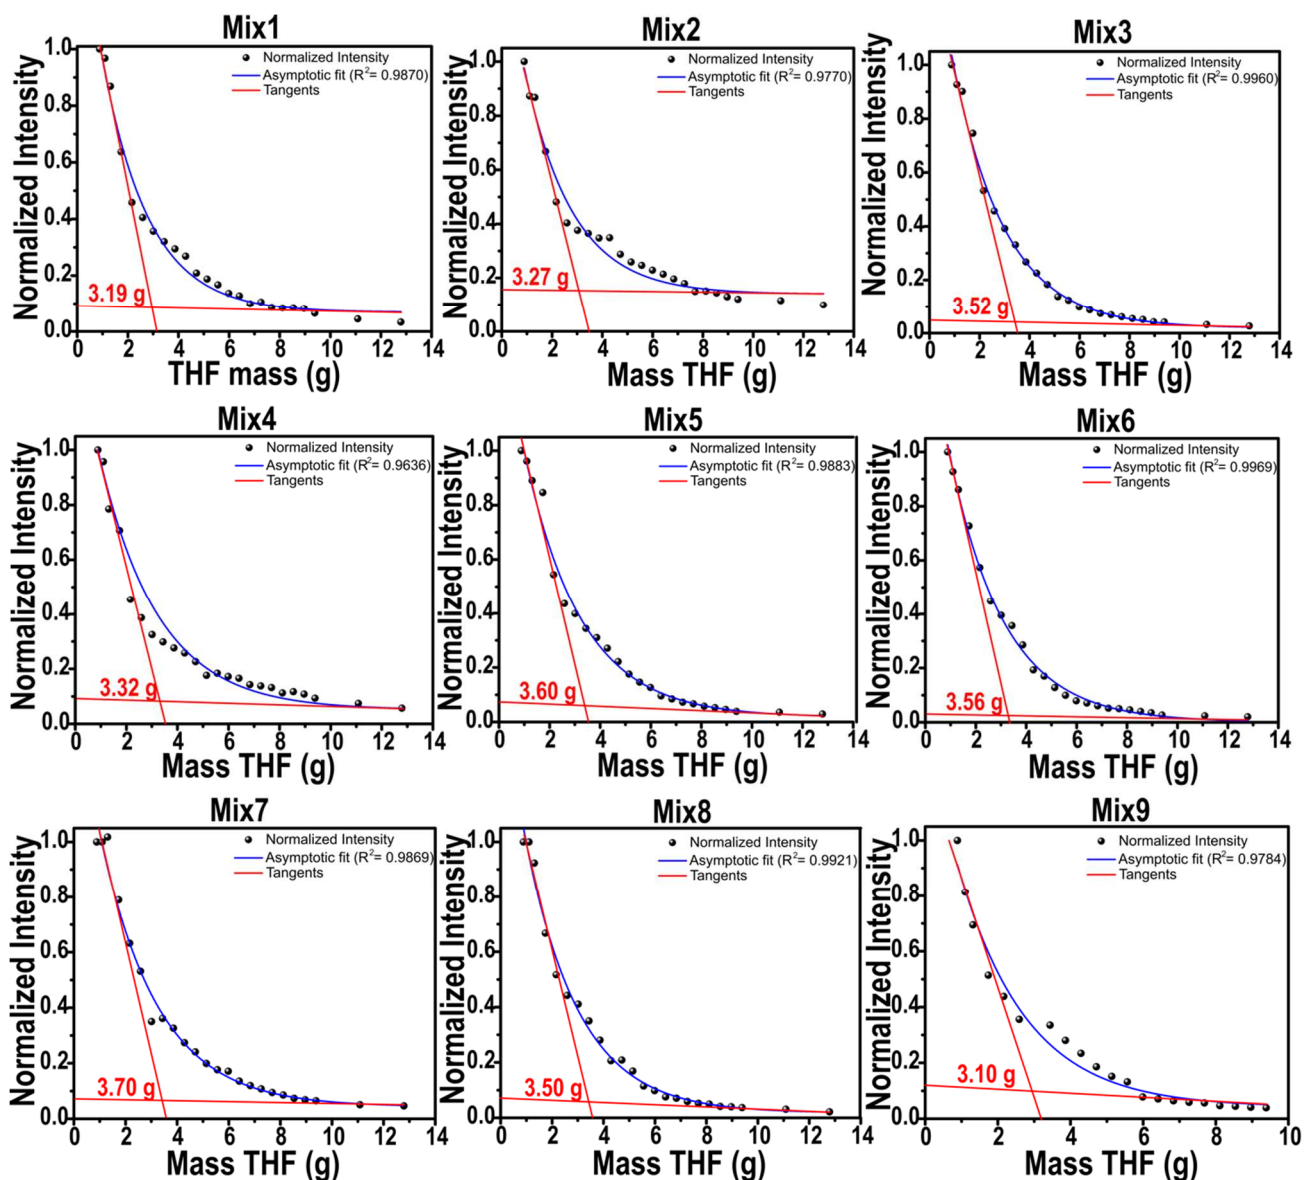 Mix1
Normalized Intensity
1.0
0.8
0.6
0.4
0.2
0.0
Normalized Intensity
Asymptotic fit (R²= 0.9870)
Tangents
3.19 g
0 2 4 6 8 10 12 14
THF mass (g)
Mix2
Normalized Intensity
1.0
0.8
0.6
0.4
0.2
0.0
Normalized Intensity
Asymptotic fit (R²= 0.9770)
Tangents
3.27 g
0 2 4 6 8 10 12 14
Mass THF (g)
Mix3
Normalized Intensity
1.0
0.8
0.6
0.4
0.2
0.0
Normalized Intensity
Asymptotic fit (R²= 0.9960)
Tangents
3.52 g
0 2 4 6 8 10 12 14
Mass THF (g)
Mix4
Normalized Intensity
1.0
0.8
0.6
0.4
0.2
0.0
Normalized Intensity
Asymptotic fit (R²= 0.9636)
Tangents
3.32 g
0 2 4 6 8 10 12 14
Mass THF (g)
Mix5
Normalized Intensity
1.0
0.8
0.6
0.4
0.2
0.0
Normalized Intensity
Asymptotic fit (R²= 0.9883)
Tangents
3.60 g
0 2 4 6 8 10 12 14
Mass THF (g)
Mix6
Normalized Intensity
1.0
0.8
0.6
0.4
0.2
0.0
Normalized Intensity
Asymptotic fit (R²= 0.9969)
Tangents
3.56 g
0 2 4 6 8 10 12 14
Mass THF (g)
Mix7
Normalized Intensity
1.0
0.8
0.6
0.4
0.2
0.0
Normalized Intensity
Asymptotic fit (R²= 0.9869)
Tangents
3.70 g
0 2 4 6 8 10 12 14
Mass THF (g)
Mix8
Normalized Intensity
1.0
0.8
0.6
0.4
0.2
0.0
Normalized Intensity
Asymptotic fit (R²= 0.9921)
Tangents
3.50 g
0 2 4 6 8 10 12 14
Mass THF (g)
Mix9
Normalized Intensity
1.0
0.8
0.6
0.4
0.2
0.0
Normalized Intensity
Asymptotic fit (R²= 0.9784)
Tangents
3.10 g
0 2 4 6 8 10
Mass THF (g)